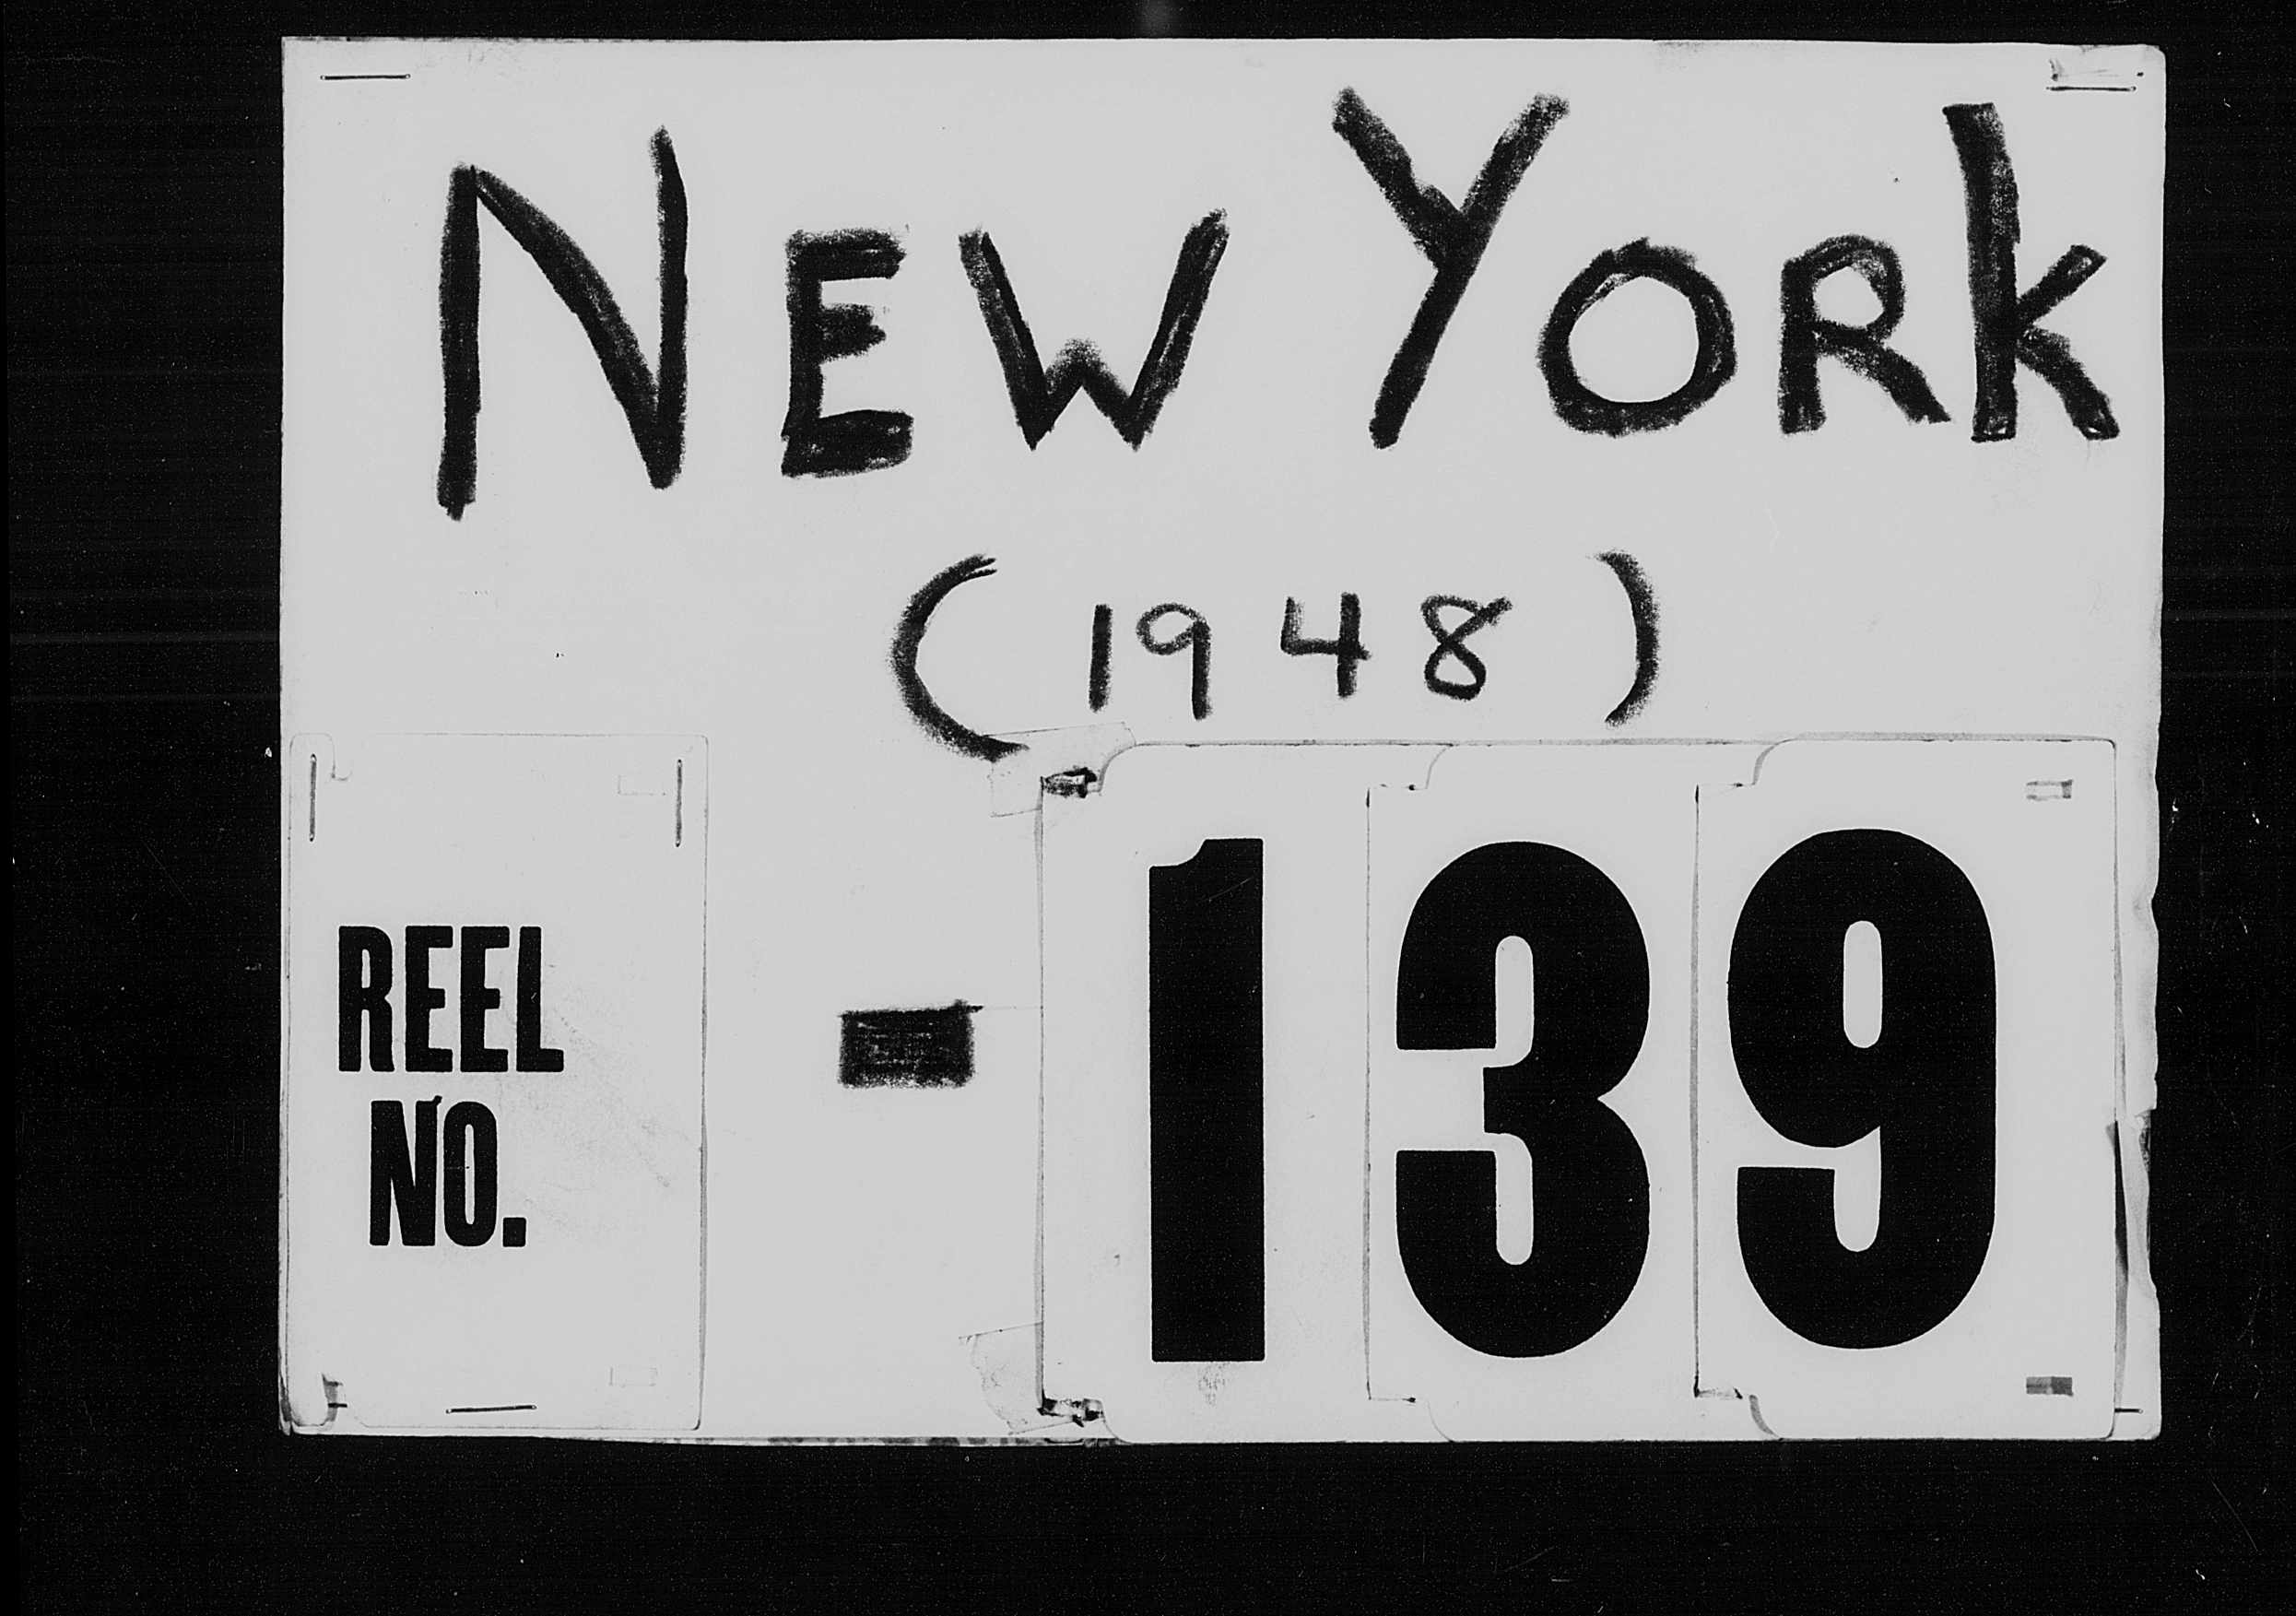 NEW YORK
(1948)
REEL
NO. - 139